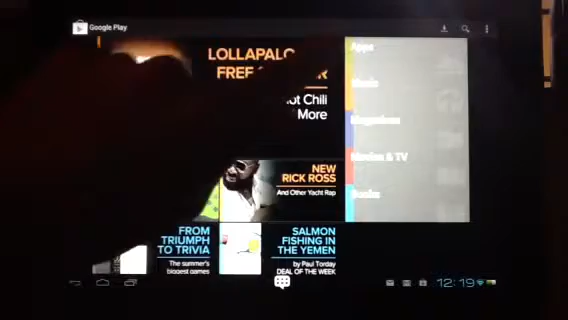 Google Play
LOLLAPALO
FREE
ot Chili
More
Apps
Music
Magazines
Movies & TV
Books
NEW
RICK ROSS
And Other Yacht Rap
FROM
TRIUMPH
TO TRIVIA
The summer's
biggest games
SALMON
FISHING IN
THE YEMEN
by Paul Torday
DEAL OF THE WEEK
12:19